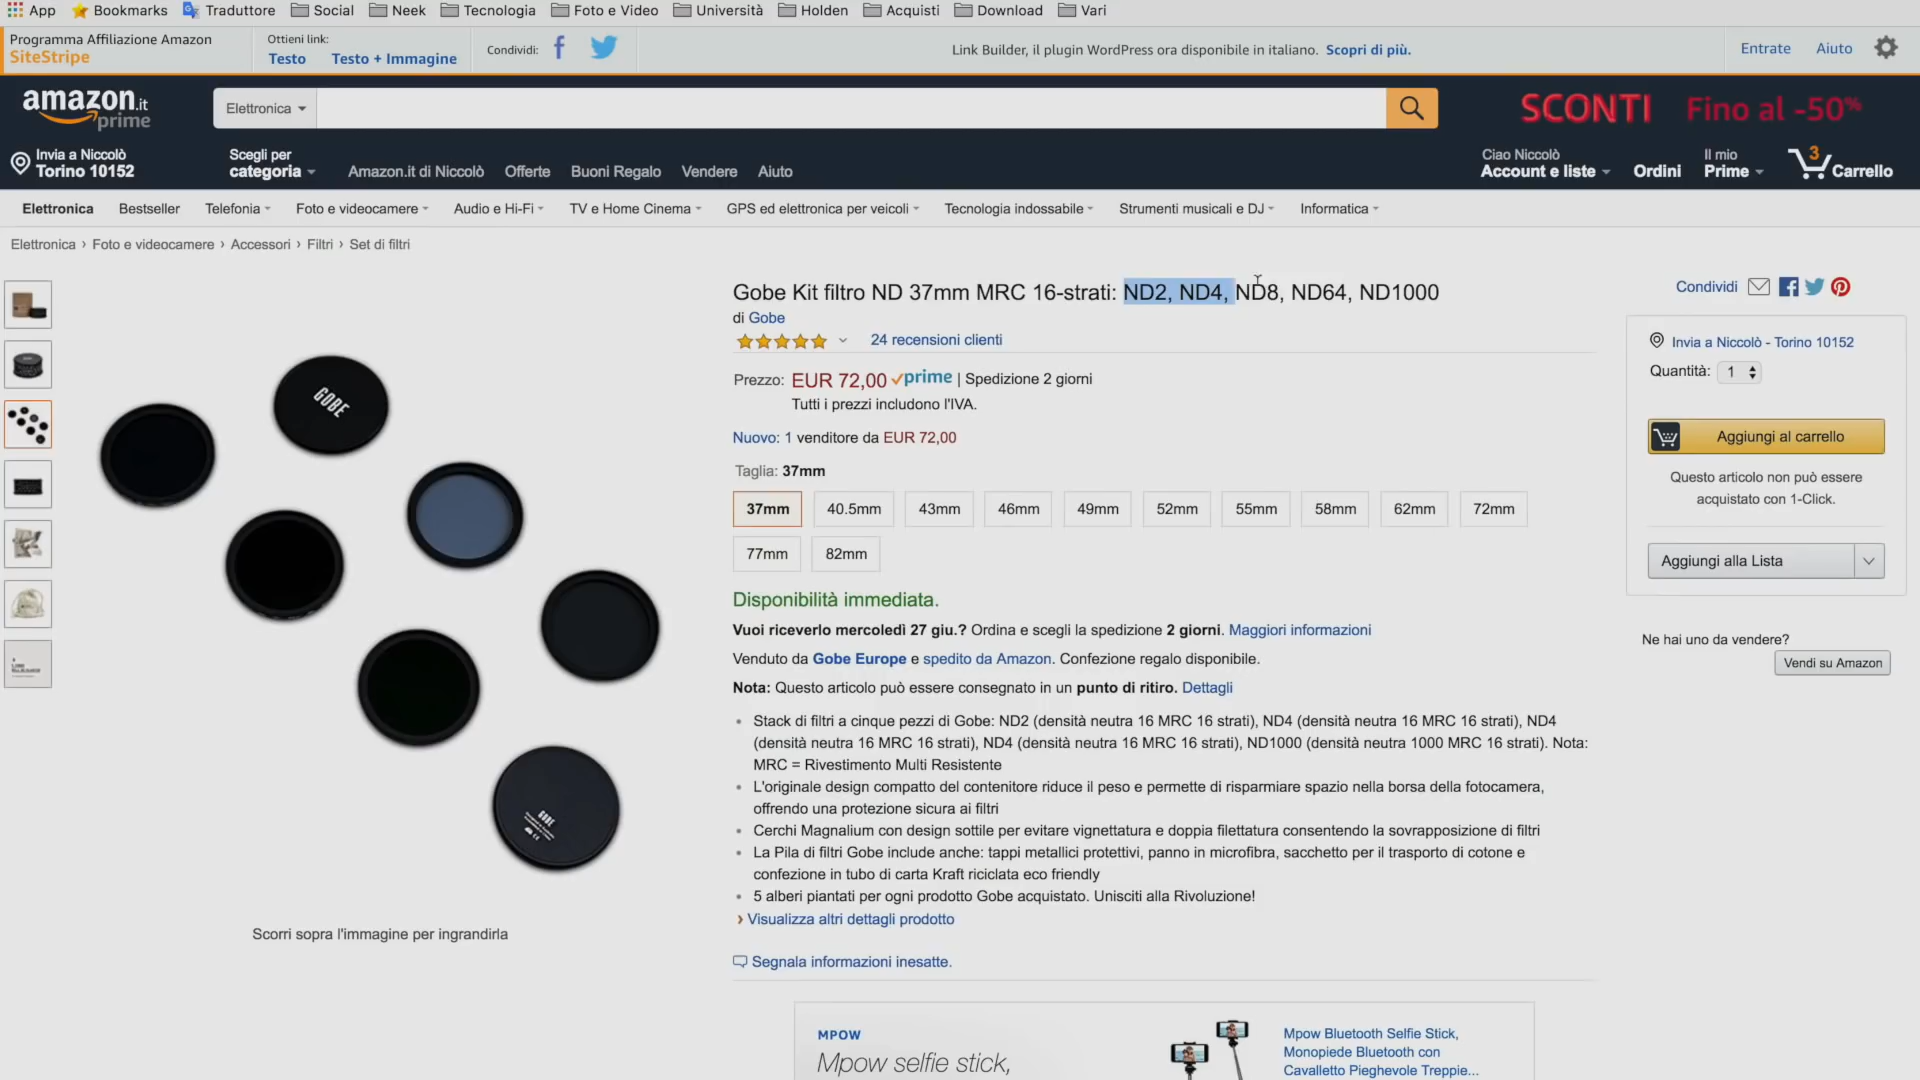 App Bookmarks Traduttore Social Neek Tecnologia Foto e Video Università Holden Acquisti Download Vari
Programma Affiliazione Amazon
SiteStripe
Ottieni link:
Testo Testo + Immagine
Condividi:
Link Builder, il plugin WordPress ora disponibile in italiano. Scopri di più.
Entrate Aiuto
amazon.it
prime
Elettronica
SCONTI Fino al -50%
Invia a Niccolò
Torino 10152
Scegli per
categoria
Amazon.it di Niccolò Offerte Buoni Regalo Vendere Aiuto
Ciao Niccolò
Account e liste
Ordini
Il mio
Prime
3
Carrello
Elettronica Bestseller Telefonia Foto e videocamere Audio e Hi-Fi TV e Home Cinema GPS ed elettronica per veicoli Tecnologia indossabile Strumenti musicali e DJ Informatica
Elettronica › Foto e videocamere › Accessori › Filtri › Set di filtri
GOBE
GOBE
Scorri sopra l'immagine per ingrandirla
Gobe Kit filtro ND 37mm MRC 16-strati: ND2, ND4, ND8, ND64, ND1000
di Gobe
24 recensioni clienti
Prezzo: EUR 72,00 prime | Spedizione 2 giorni
Tutti i prezzi includono l'IVA.
Nuovo: 1 venditore da EUR 72,00
Taglia: 37mm
37mm 40.5mm 43mm 46mm 49mm 52mm 55mm 58mm 62mm 72mm
77mm 82mm
Disponibilità immediata.
Vuoi riceverlo mercoledì 27 giu.? Ordina e scegli la spedizione 2 giorni. Maggiori informazioni
Venduto da Gobe Europe e spedito da Amazon. Confezione regalo disponibile.
Nota: Questo articolo può essere consegnato in un punto di ritiro. Dettagli
• Stack di filtri a cinque pezzi di Gobe: ND2 (densità neutra 16 MRC 16 strati), ND4 (densità neutra 16 MRC 16 strati), ND4
(densità neutra 16 MRC 16 strati), ND4 (densità neutra 16 MRC 16 strati), ND1000 (densità neutra 1000 MRC 16 strati). Nota:
MRC = Rivestimento Multi Resistente
• L'originale design compatto del contenitore riduce il peso e permette di risparmiare spazio nella borsa della fotocamera,
offrendo una protezione sicura ai filtri
• Cerchi Magnalium con design sottile per evitare vignettatura e doppia filettatura consentendo la sovrapposizione di filtri
• La Pila di filtri Gobe include anche: tappi metallici protettivi, panno in microfibra, sacchetto per il trasporto di cotone e
confezione in tubo di carta Kraft riciclata eco friendly
• 5 alberi piantati per ogni prodotto Gobe acquistato. Unisciti alla Rivoluzione!
› Visualizza altri dettagli prodotto
Segnala informazioni inesatte.
MPOW
Mpow selfie stick,
Mpow Bluetooth Selfie Stick,
Monopiede Bluetooth con
Cavalletto Pieghevole Treppie...
Condividi
Invia a Niccolò - Torino 10152
Quantità: 1
Aggiungi al carrello
Questo articolo non può essere
acquistato con 1-Click.
Aggiungi alla Lista
Ne hai uno da vendere?
Vendi su Amazon